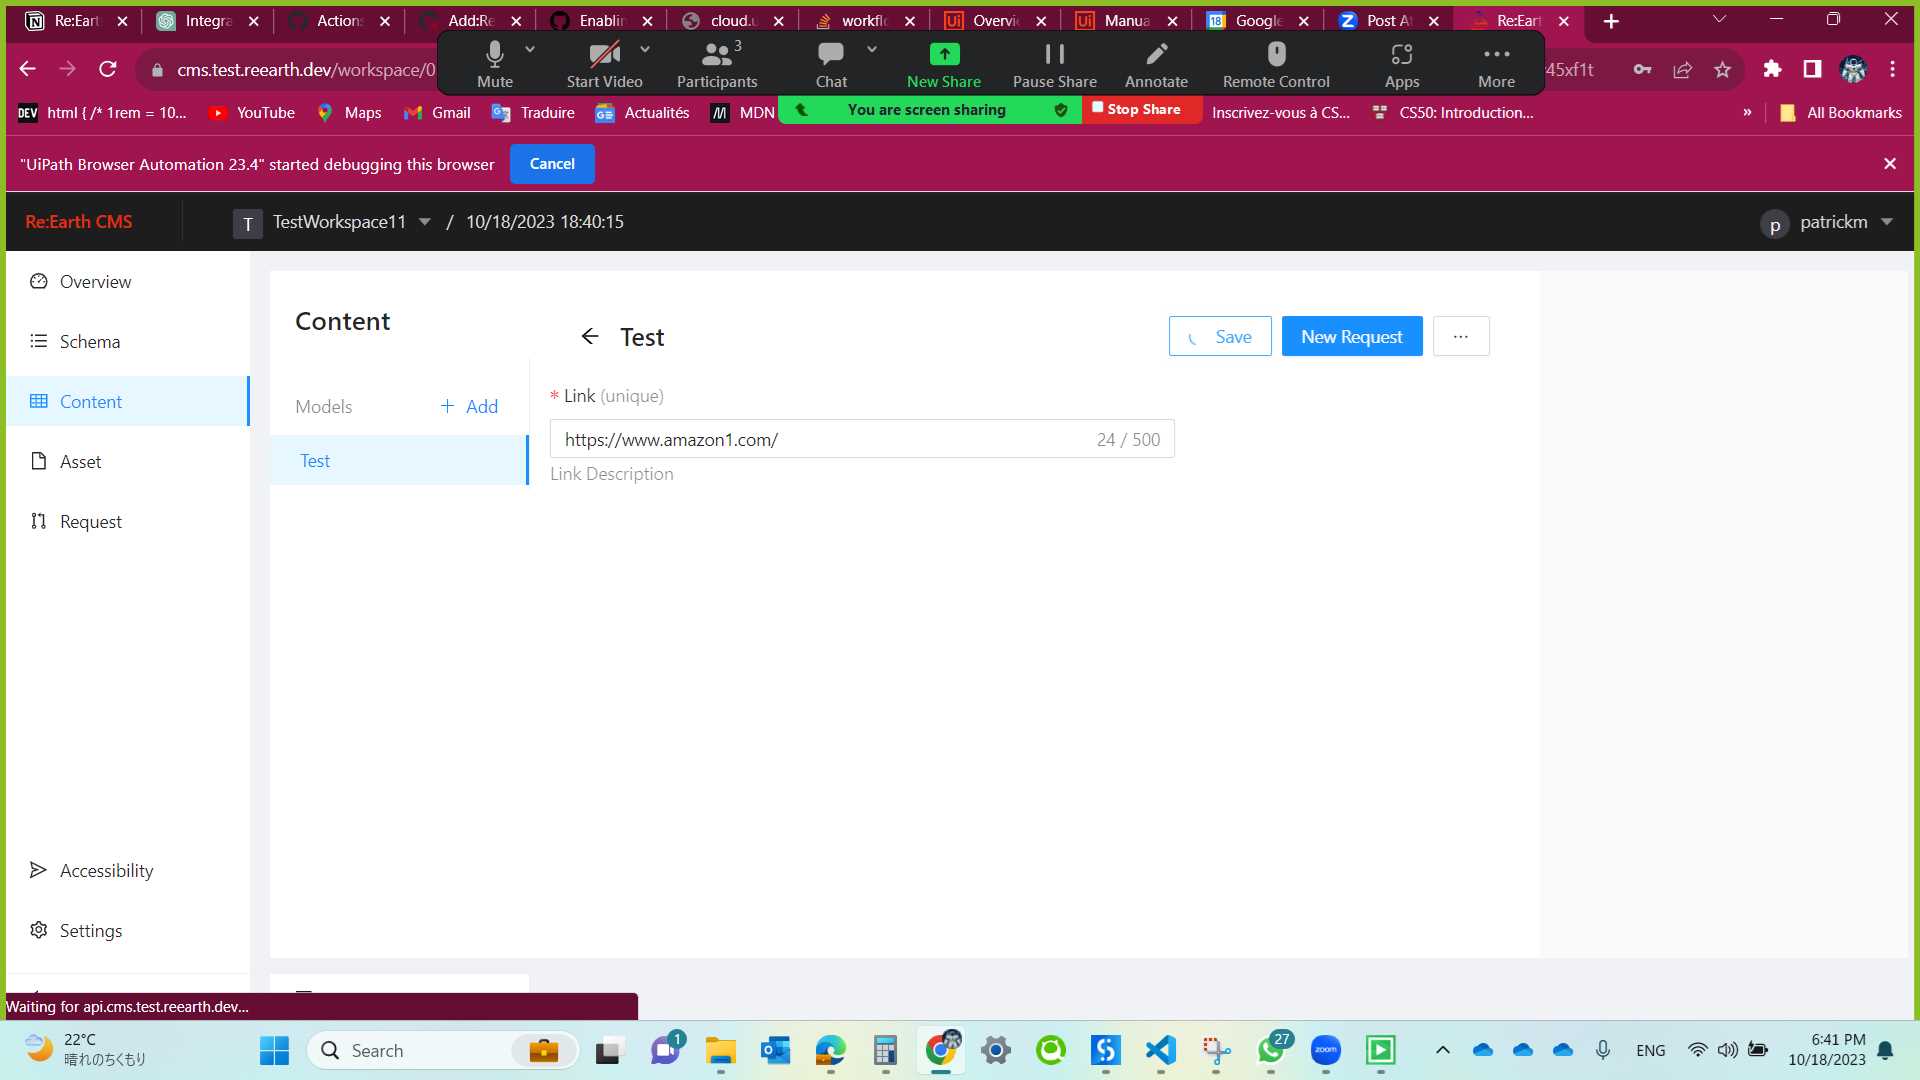 Re:Eart
Integra
Actions
Add:Re
Enablin
cloud.u
workflo
Overvie
Manua
Google
Post At
Re:Eart
cms.test.reearth.dev/workspace/0
45xf1t
Mute
Start Video
3
Participants
Chat
New Share
Pause Share
Annotate
Remote Control
Apps
More
DEV html { /* 1rem = 10...
YouTube
Maps
Gmail
Traduire
Actualités
MDN
You are screen sharing
Stop Share
Inscrivez-vous à CS...
CS50: Introduction...
»
All Bookmarks
"UiPath Browser Automation 23.4" started debugging this browser
Cancel
Re:Earth CMS
T TestWorkspace11 / 10/18/2023 18:40:15
p patrickm
Overview
Schema
Content
Asset
Request
Accessibility
Settings
Content
Models
+ Add
Test
Test
Save
New Request
...
* Link (unique)
https://www.amazon1.com/
24 / 500
Link Description
Waiting for api.cms.test.reearth.dev...
22°C
晴れのちくもり
Search
1
27
zoom
ENG
6:41 PM
10/18/2023